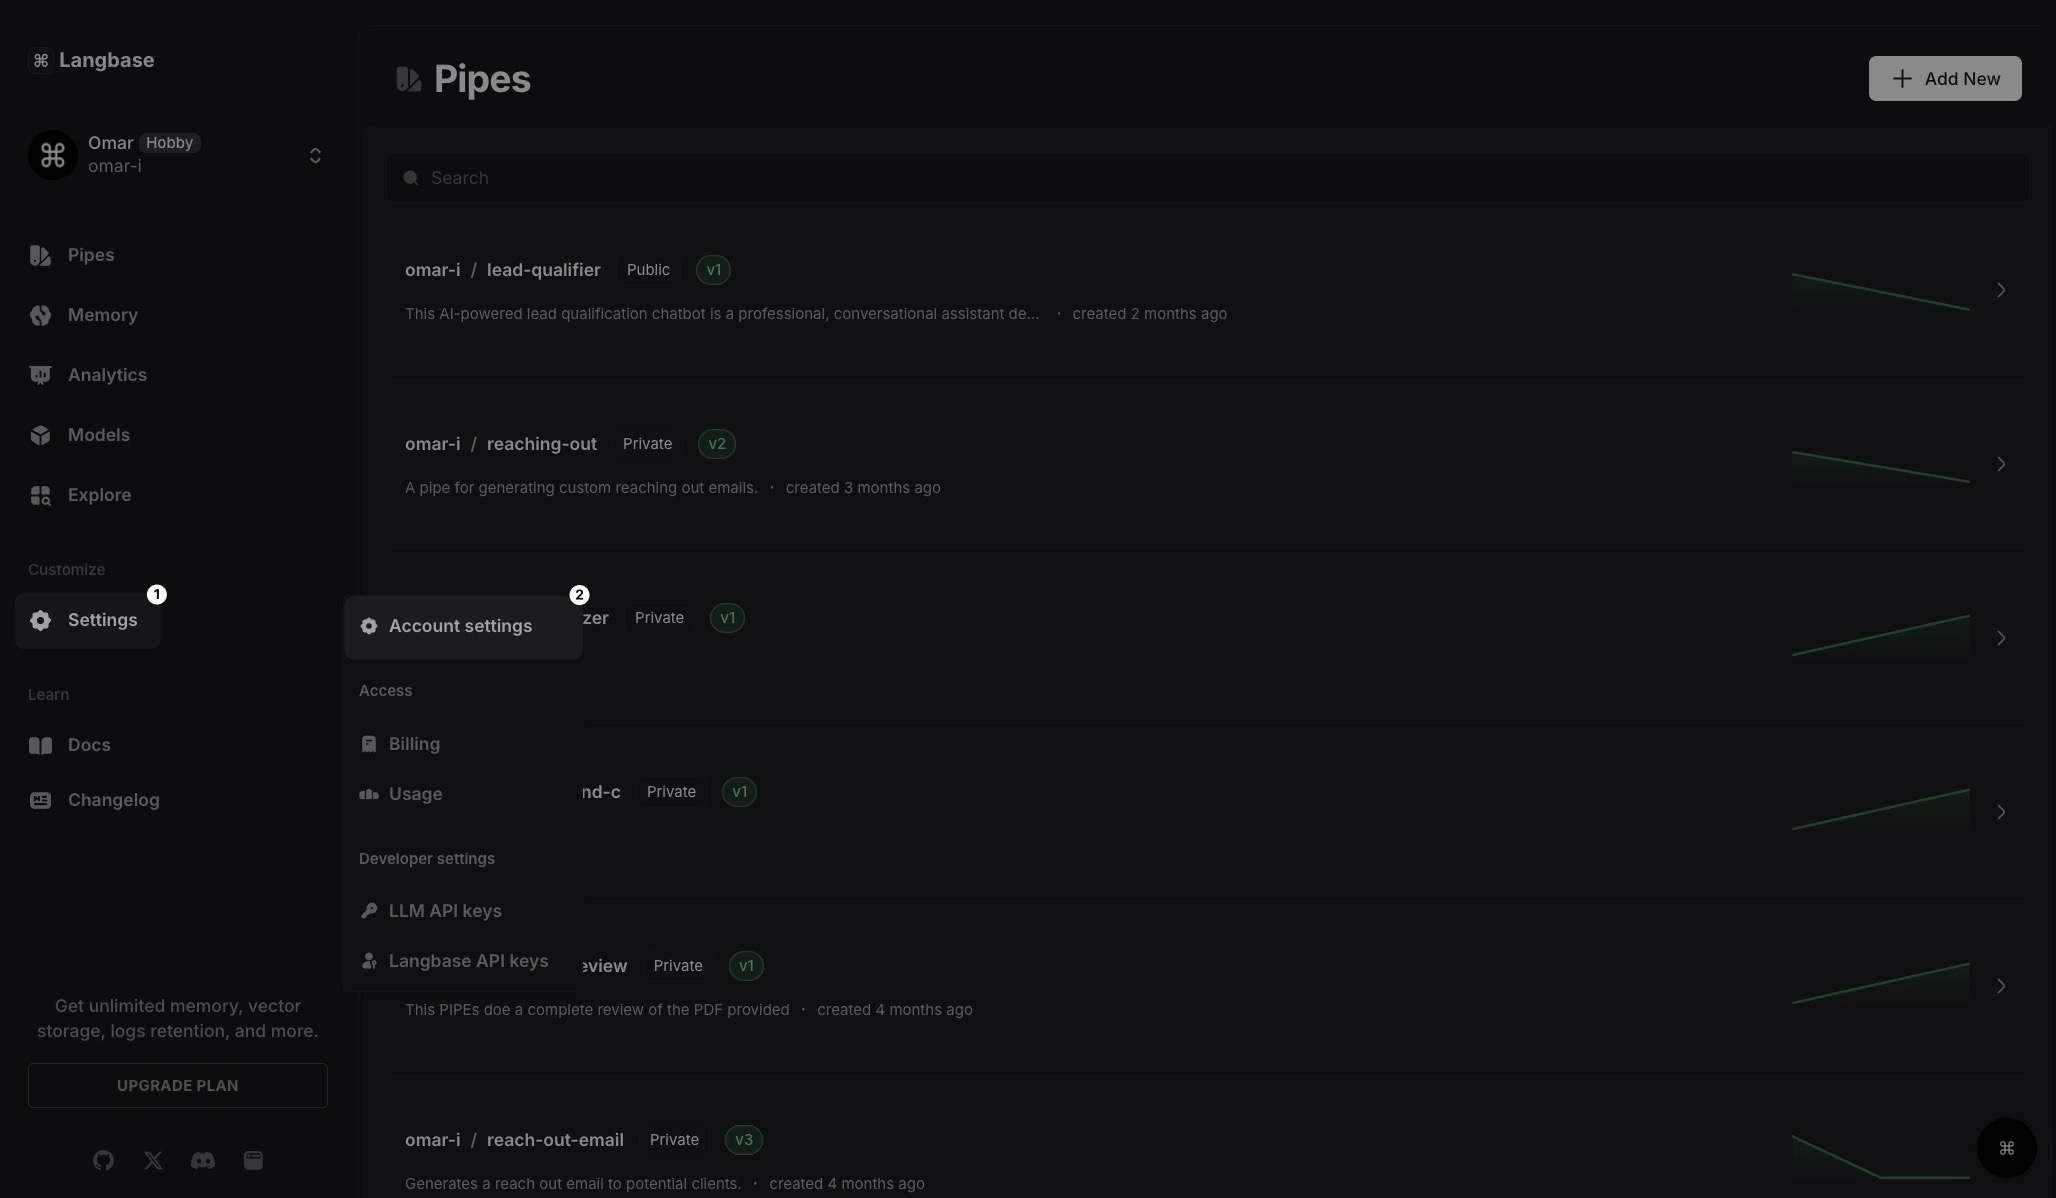 ⌘ Langbase
Omar Hobby
omar-i
Pipes
Memory
Analytics
Models
Explore
Customize
1
Settings
Learn
Docs
Changelog
Get unlimited memory, vector
storage, logs retention, and more.
UPGRADE PLAN
2
Account settings
Access
Billing
Usage
Developer settings
LLM API keys
Langbase API keys
Pipes
Add New
Search
omar-i / lead-qualifier Public v1
This AI-powered lead qualification chatbot is a professional, conversational assistant de... · created 2 months ago
omar-i / reaching-out Private v2
A pipe for generating custom reaching out emails. · created 3 months ago
zer Private v1
nd-c Private v1
eview Private v1
This PIPEs doe a complete review of the PDF provided · created 4 months ago
omar-i / reach-out-email Private v3
Generates a reach out email to potential clients. · created 4 months ago